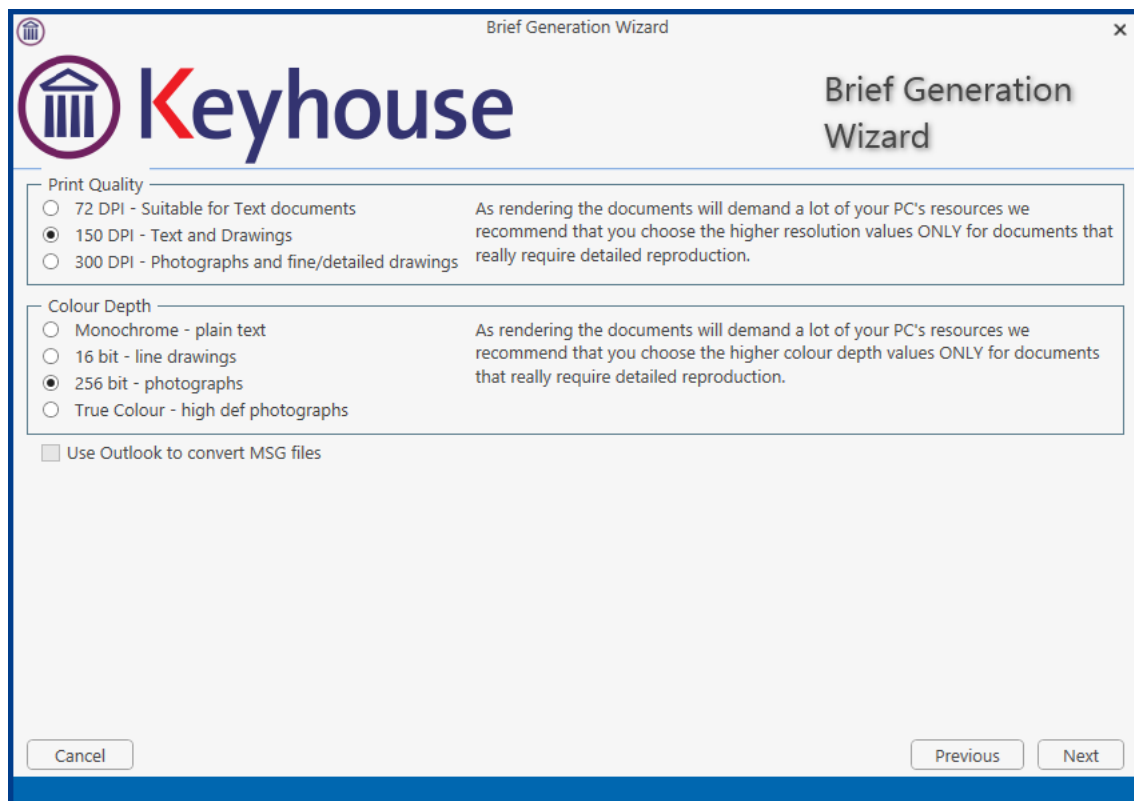 Brief Generation Wizard
Keyhouse
Brief Generation
Wizard
Print Quality
72 DPI - Suitable for Text documents
150 DPI - Text and Drawings
300 DPI - Photographs and fine/detailed drawings
As rendering the documents will demand a lot of your PC's resources we
recommend that you choose the higher resolution values ONLY for documents that
really require detailed reproduction.
Colour Depth
Monochrome - plain text
16 bit - line drawings
256 bit - photographs
True Colour - high def photographs
As rendering the documents will demand a lot of your PC's resources we
recommend that you choose the higher colour depth values ONLY for documents
that really require detailed reproduction.
Use Outlook to convert MSG files
Cancel
Previous
Next